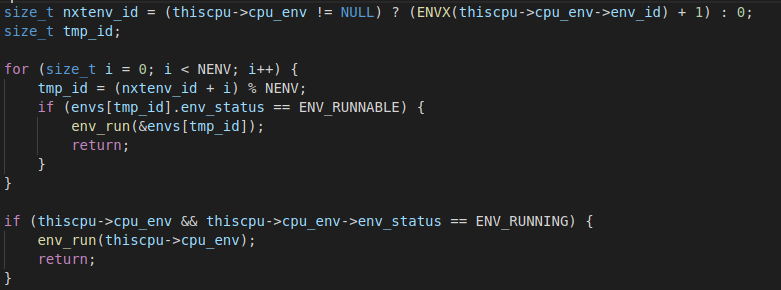 size_t nxtenv_id = (thiscpu->cpu_env != NULL) ? (ENVX(thiscpu->cpu_env->env_id) + 1) : 0;
size_t tmp_id;

for (size_t i = 0; i < NENV; i++) {
    tmp_id = (nxtenv_id + i) % NENV;
    if (envs[tmp_id].env_status == ENV_RUNNABLE) {
        env_run(&envs[tmp_id]);
        return;
    }
}

if (thiscpu->cpu_env && thiscpu->cpu_env->env_status == ENV_RUNNING) {
    env_run(thiscpu->cpu_env);
    return;
}